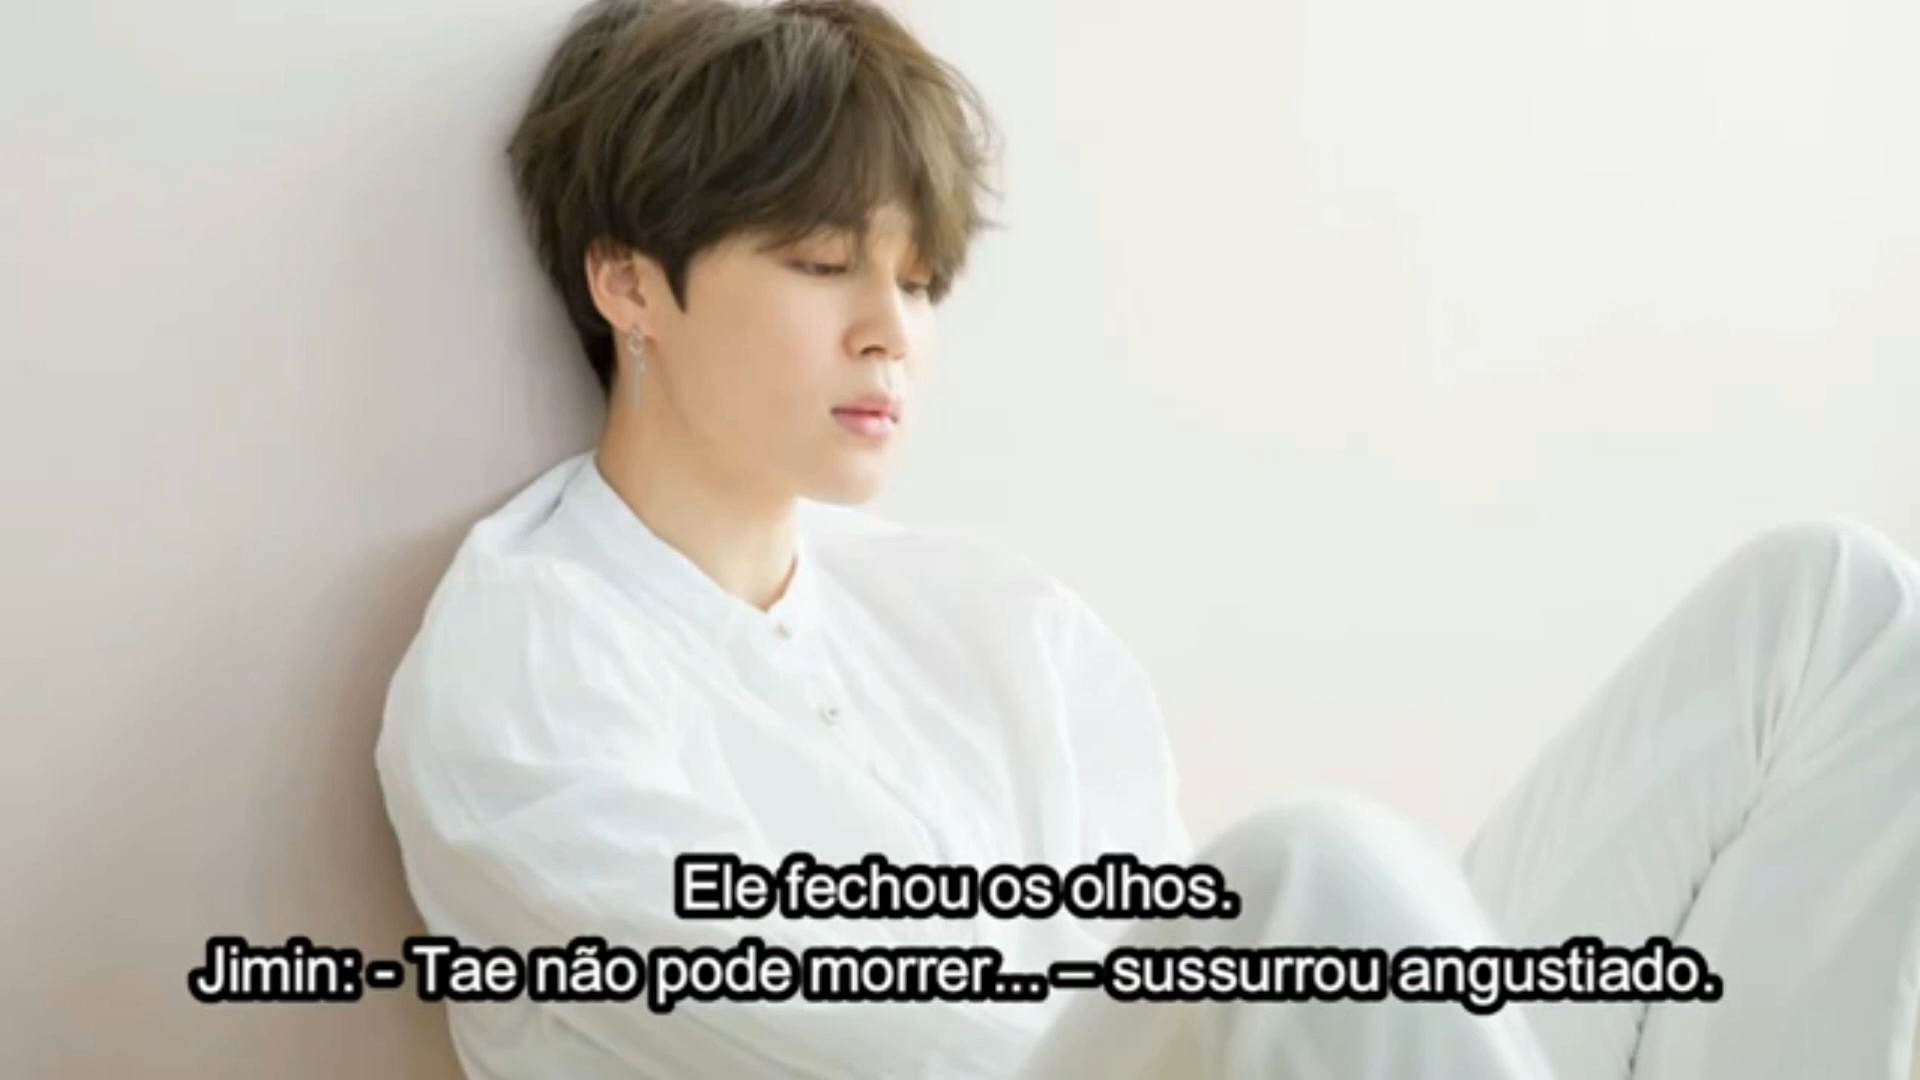 Ele fechou os olhos.
Jimin: - Tae não pode morrer... – sussurrou angustiado.